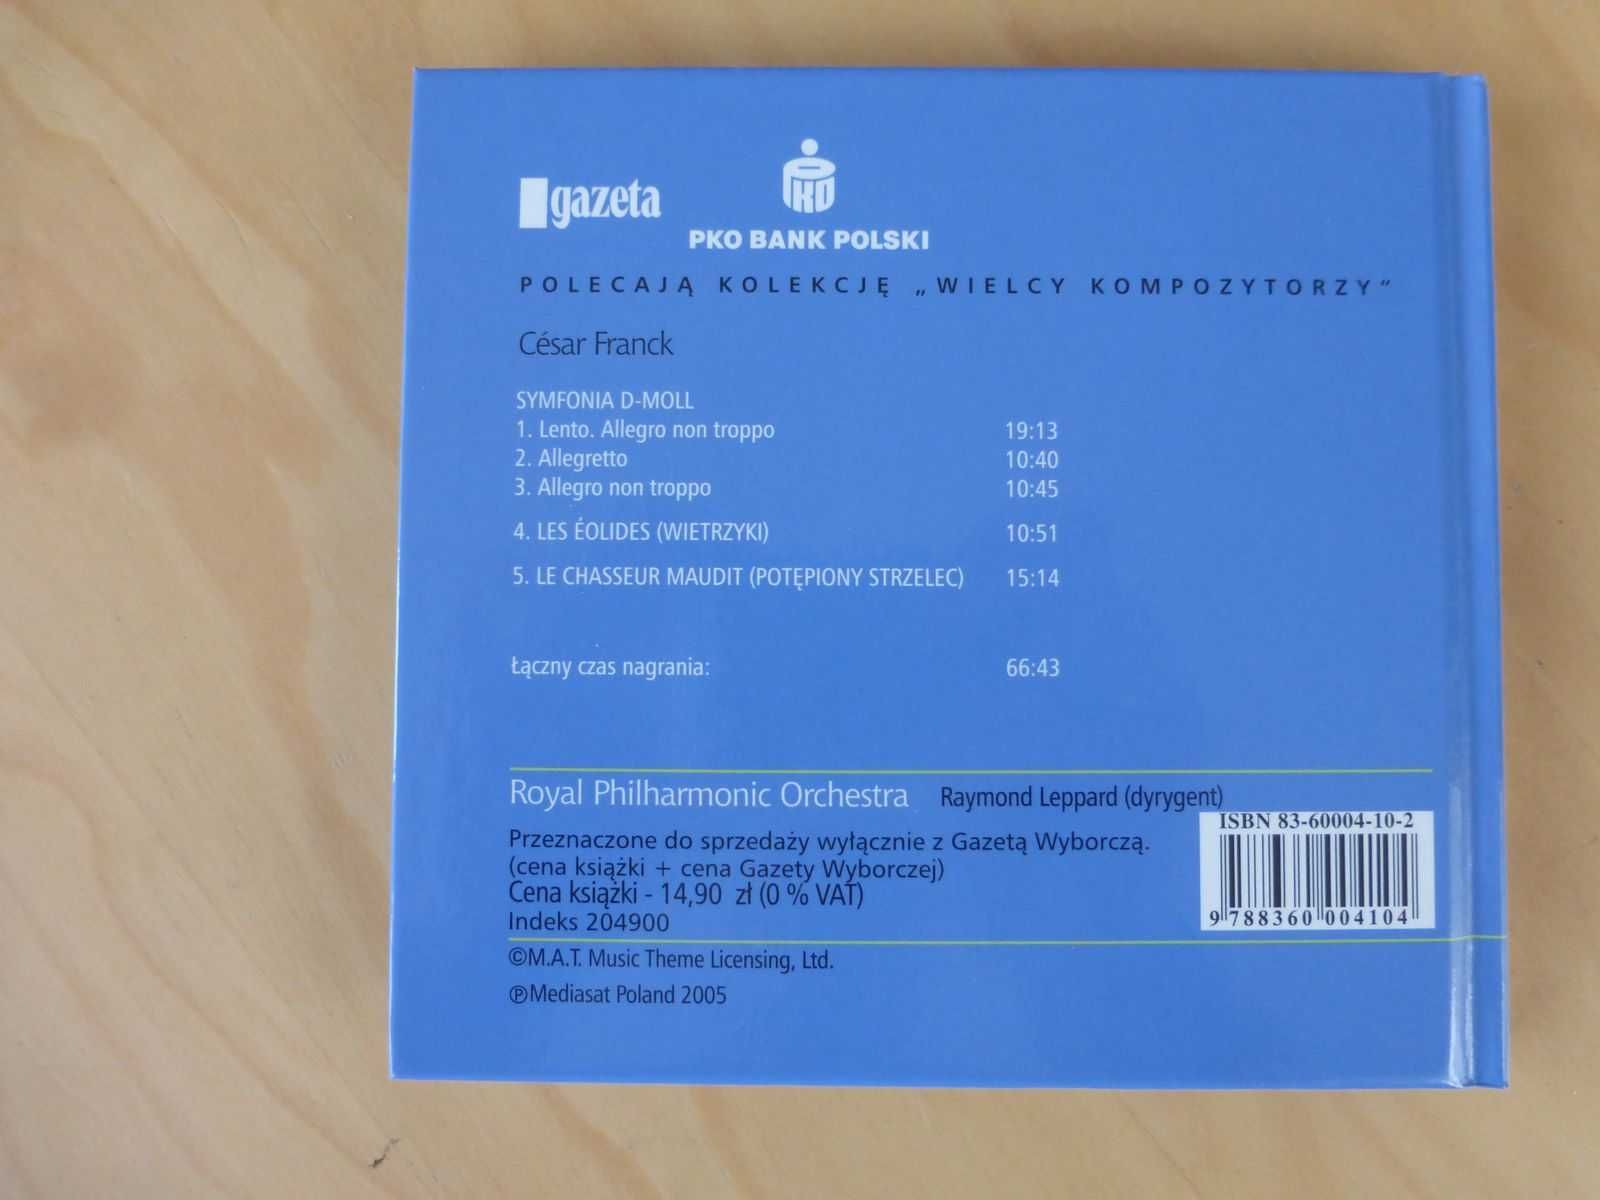 gazeta
PKO
PKO BANK POLSKI
POLECAJĄ KOLEKCJĘ „WIELCY KOMPOZYTORZY”
César Franck
SYMFONIA D-MOLL
1. Lento. Allegro non troppo 19:13
2. Allegretto 10:40
3. Allegro non troppo 10:45
4. LES ÉOLIDES (WIETRZYKI) 10:51
5. LE CHASSEUR MAUDIT (POTĘPIONY STRZELEC) 15:14
Łączny czas nagrania: 66:43
Royal Philharmonic Orchestra Raymond Leppard (dyrygent)
ISBN 83-60004-10-2
Przeznaczone do sprzedaży wyłącznie z Gazetą Wyborczą.
(cena książki + cena Gazety Wyborczej)
Cena książki - 14,90 zł (0 % VAT)
Indeks 204900
9 788360 004104
©M.A.T. Music Theme Licensing, Ltd.
℗Mediasat Poland 2005